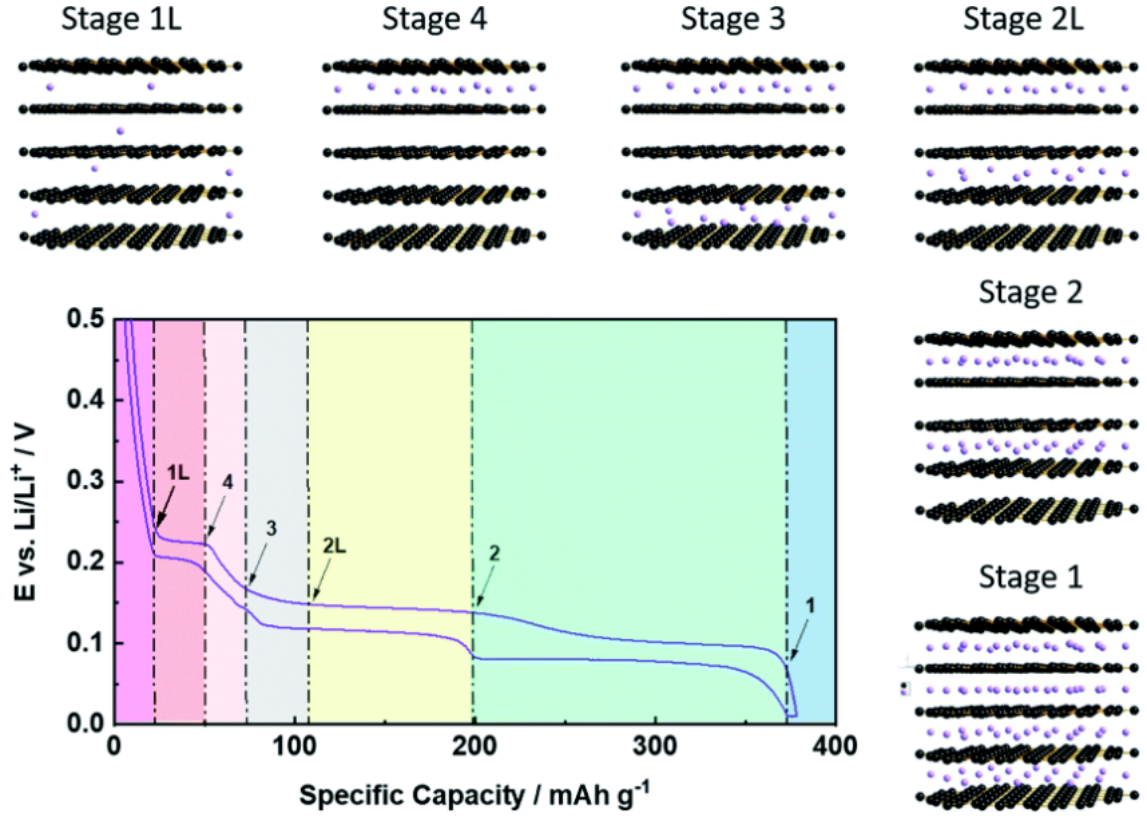 Stage 1L
Stage 4
Stage 3
Stage 2L
Stage 2
Stage 1
E vs. Li/Li⁺ / V
0.5
0.4
0.3
0.2
0.1
0.0
1L
4
3
2L
2
1
0
100
200
300
400
Specific Capacity / mAh g⁻¹